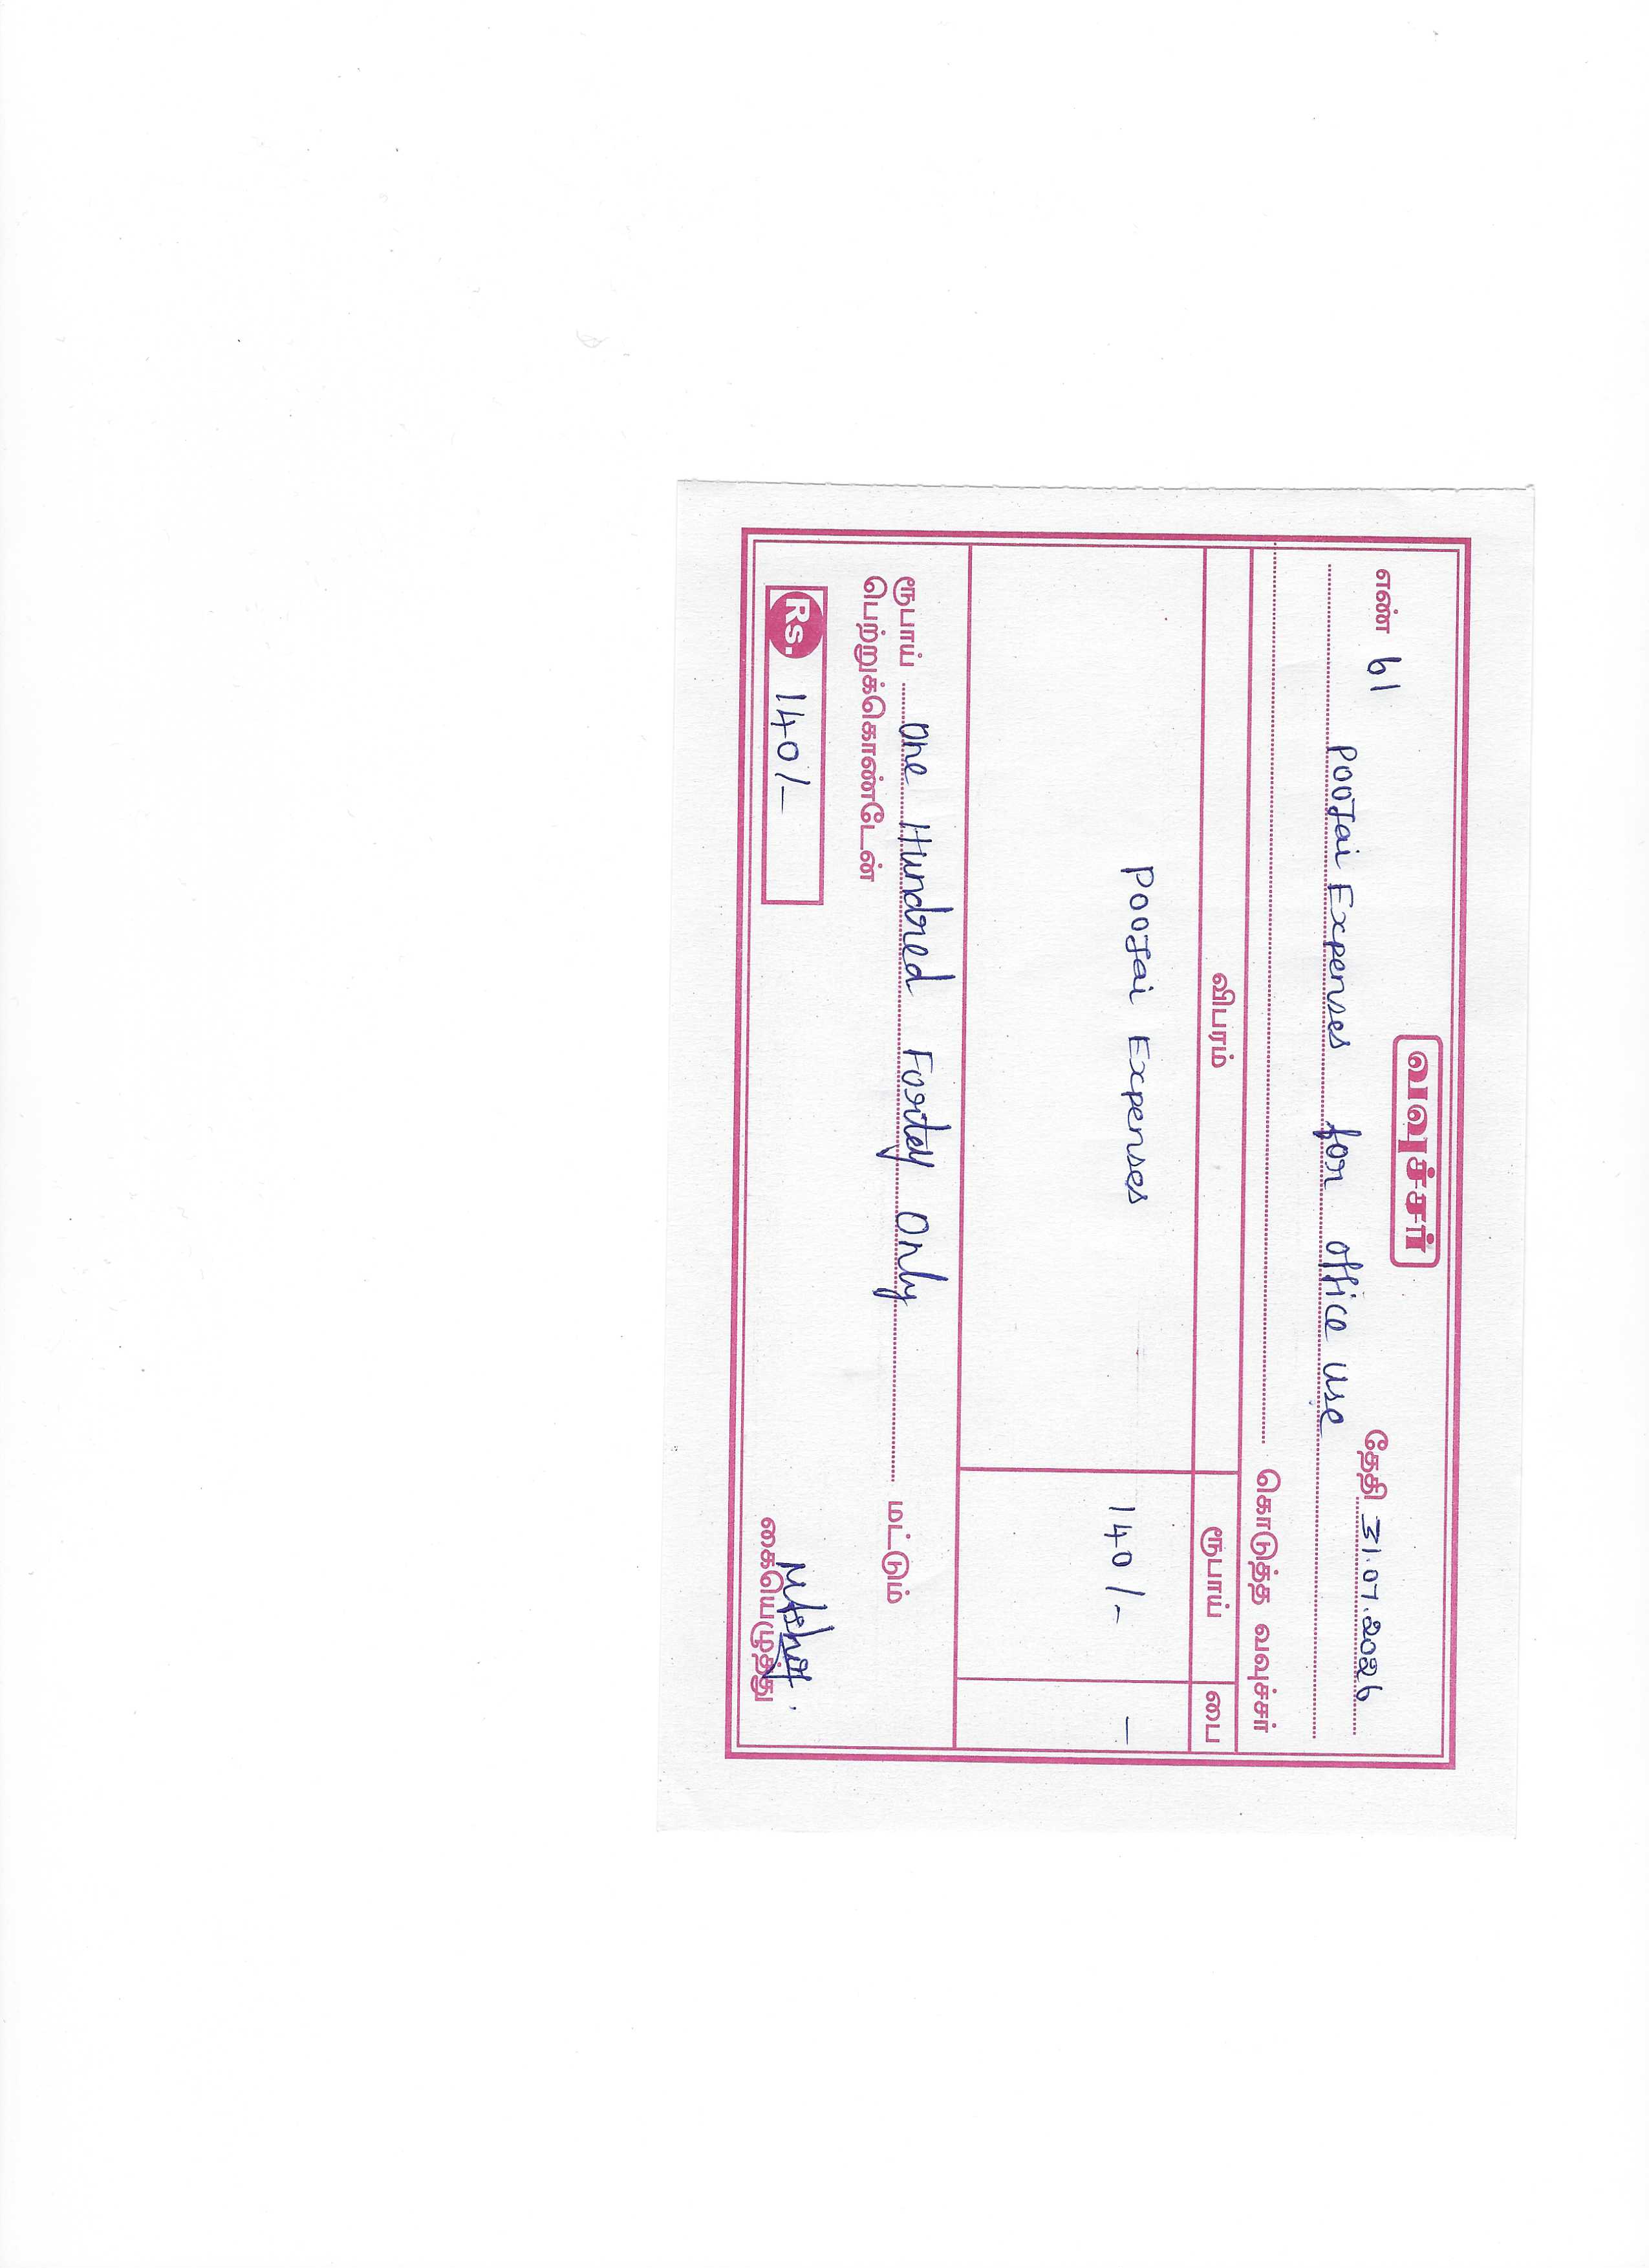 வவுச்சர்
எண் 61 தேதி 31.07.2026
Poojai Expenses for office use
கொடுத்த வவுச்சர்
விபரம் ரூபாய் பை
Poojai Expenses 140/- —
ரூபாய் One Hundred Fortey Only மட்டும்
பெற்றுக்கொண்டேன்
Rs. 140/-
கையெழுத்து